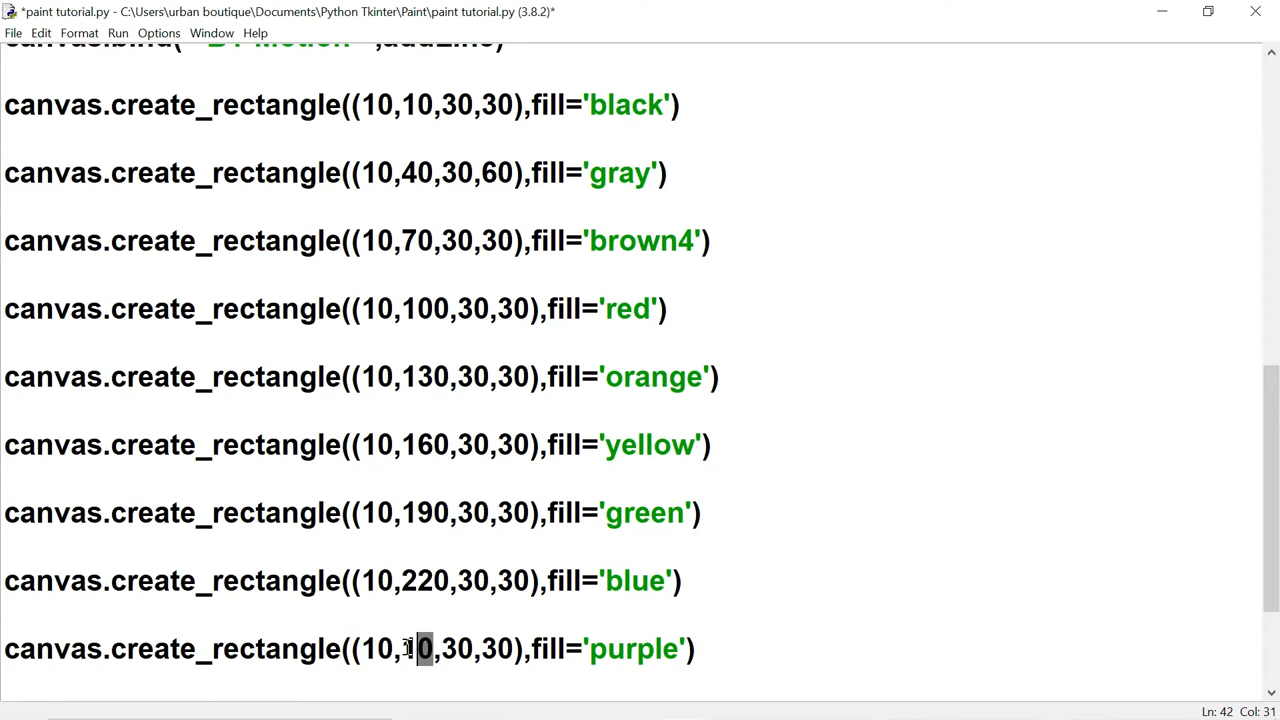 *paint tutorial.py - C:\Users\urban boutique\Documents\Python Tkinter\Paint\paint tutorial.py (3.8.2)*
File Edit Format Run Options Window Help
canvas.create_rectangle((10,10,30,30),fill='black')
canvas.create_rectangle((10,40,30,60),fill='gray')
canvas.create_rectangle((10,70,30,30),fill='brown4')
canvas.create_rectangle((10,100,30,30),fill='red')
canvas.create_rectangle((10,130,30,30),fill='orange')
canvas.create_rectangle((10,160,30,30),fill='yellow')
canvas.create_rectangle((10,190,30,30),fill='green')
canvas.create_rectangle((10,220,30,30),fill='blue')
canvas.create_rectangle((10,10,30,30),fill='purple')
Ln: 42 Col: 31